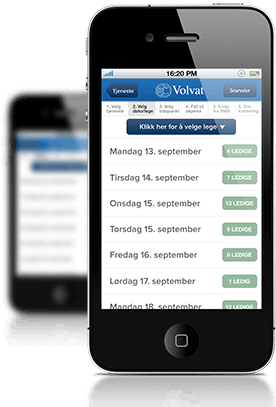 16:20 PM
Tjeneste
Volvat
Snarveier
1. Velg tjeneste
2. Velg dato/lege
3. Velg tidspunkt
4. Fyll ut skjema
5. Kode fra SMS
6. Din
Klikk her for å velge lege ▼
Mandag 13. september
4 LEDIGE
Tirsdag 14. september
7 LEDIGE
Onsdag 15. september
13 LEDIGE
Torsdag 15. september
9 LEDIGE
Fredag 16. september
8 LEDIGE
Lørdag 17. september
1 LEDIG
Mandag 18. september
12 LEDIGE